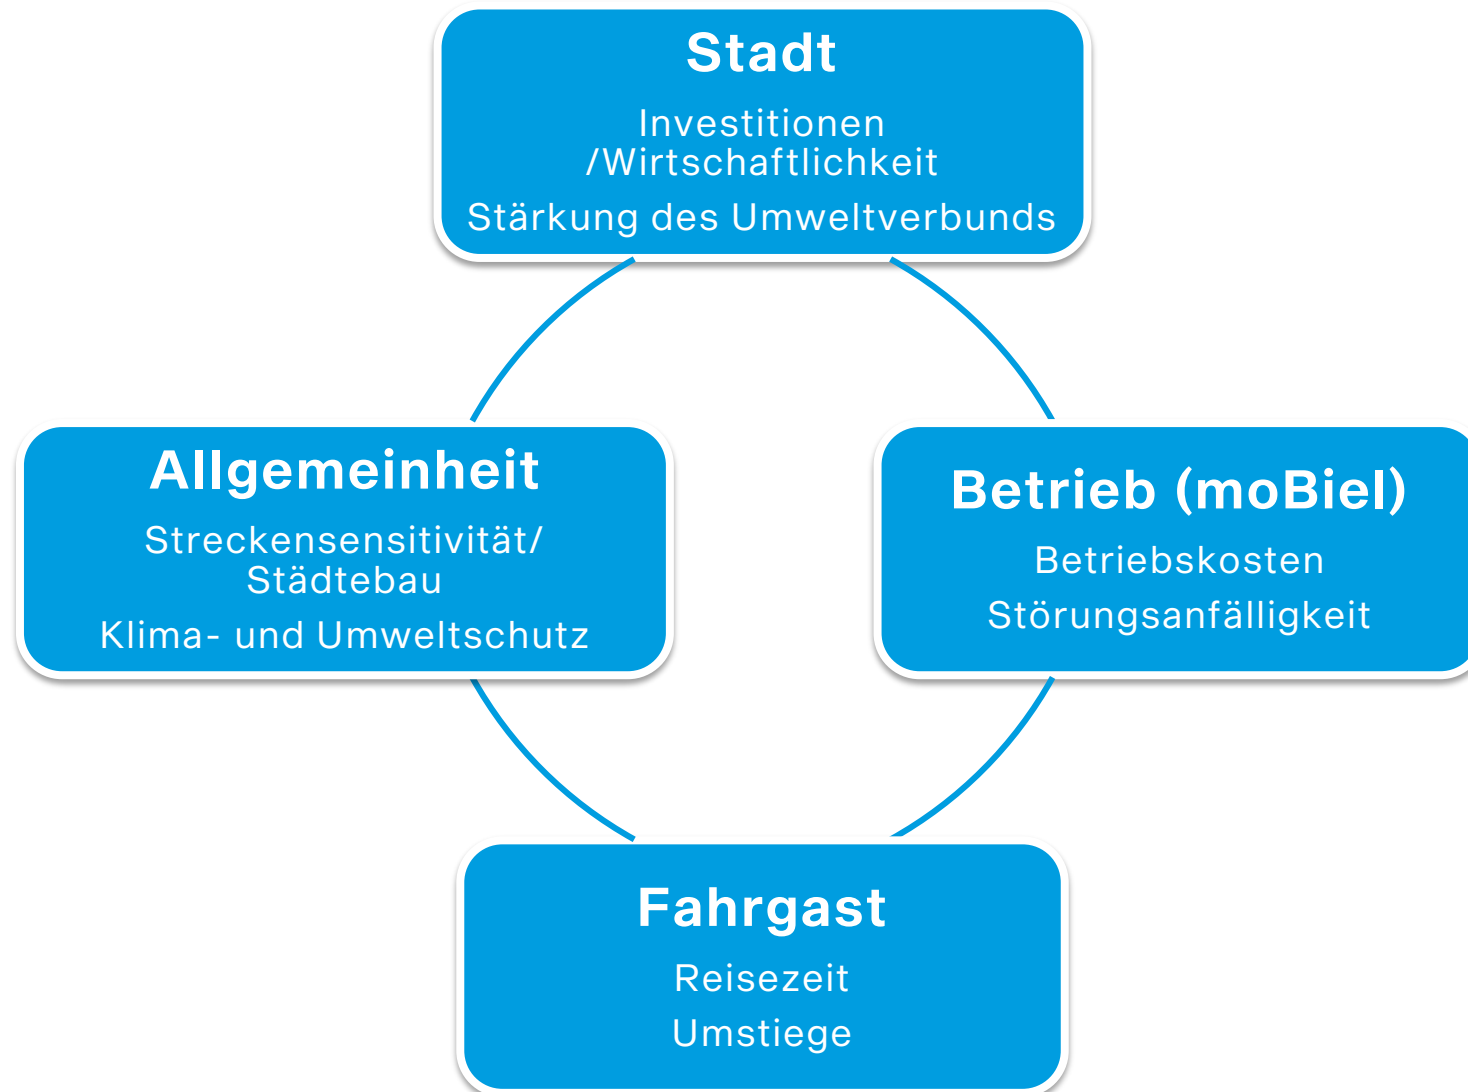 Stadt
Investitionen
/Wirtschaftlichkeit
Stärkung des Umweltverbunds
Allgemeinheit
Streckensensitivität/
Städtebau
Klima- und Umweltschutz
Betrieb (moBiel)
Betriebskosten
Störungsanfälligkeit
Fahrgast
Reisezeit
Umstiege